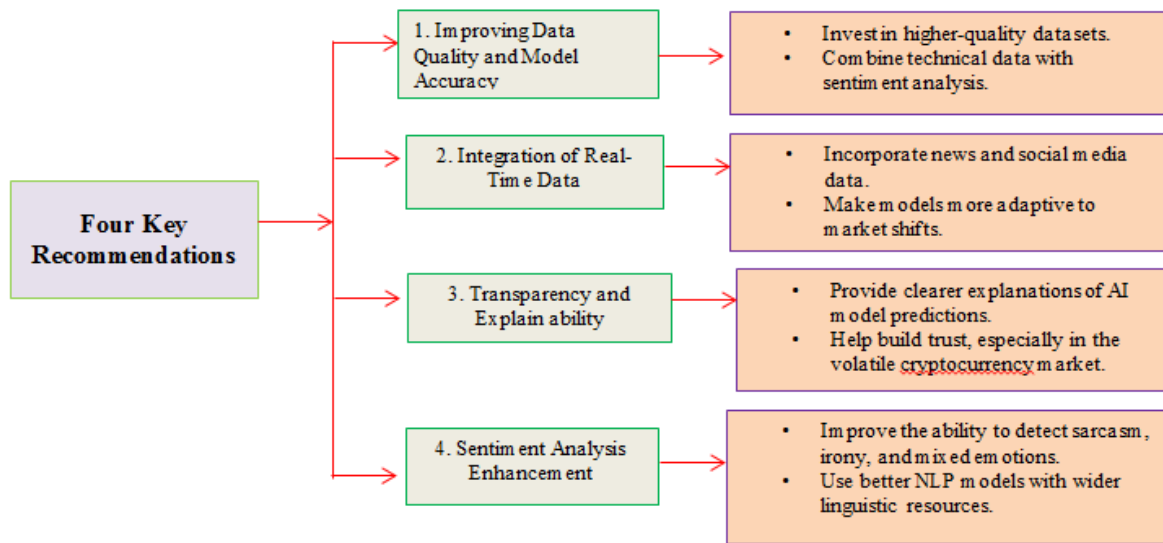 Four Key
Recommendations
1. Improving Data
Quality and Model
Accuracy
• Invest in higher-quality datasets.
• Combine technical data with
sentiment analysis.
2. Integration of Real-
Time Data
• Incorporate news and social media
data.
• Make models more adaptive to
market shifts.
3. Transparency and
Explain ability
• Provide clearer explanations of AI
model predictions.
• Help build trust, especially in the
volatile cryptocurrency market.
4. Sentiment Analysis
Enhancement
• Improve the ability to detect sarcasm,
irony, and mixed emotions.
• Use better NLP models with wider
linguistic resources.